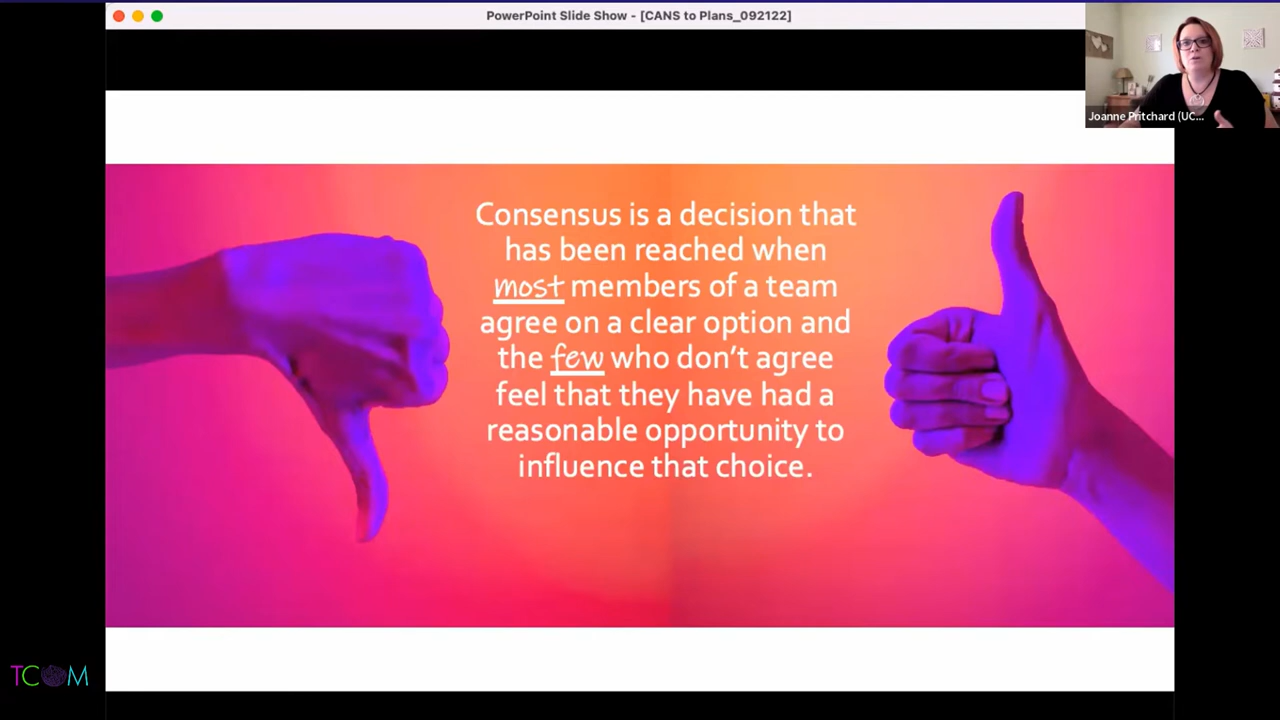 PowerPoint Slide Show - [CANS to Plans_092122]
Joanne Pritchard (UC...
Consensus is a decision that
has been reached when
most members of a team
agree on a clear option and
the few who don't agree
feel that they have had a
reasonable opportunity to
influence that choice.
TCOM